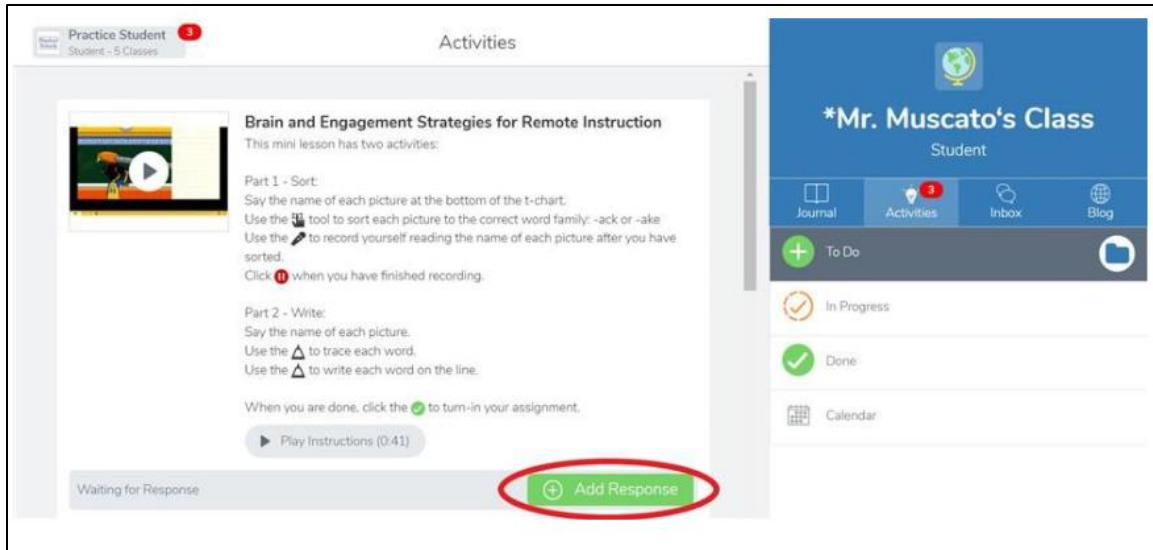 Practice Student
3
Student - 5 Classes
Activities
Brain and Engagement Strategies for Remote Instruction
This mini lesson has two activities:
Part 1 - Sort:
Say the name of each picture at the bottom of the t-chart.
Use the tool to sort each picture to the correct word family: -ack or -ake
Use the to record yourself reading the name of each picture after you have
sorted.
Click when you have finished recording.
Part 2 - Write:
Say the name of each picture.
Use the to trace each word.
Use the to write each word on the line.
When you are done, click the to turn-in your assignment.
Play Instructions (0:41)
Waiting for Response
Add Response
*Mr. Muscato's Class
Student
Journal
3
Activities
Inbox
Blog
To Do
In Progress
Done
Calendar